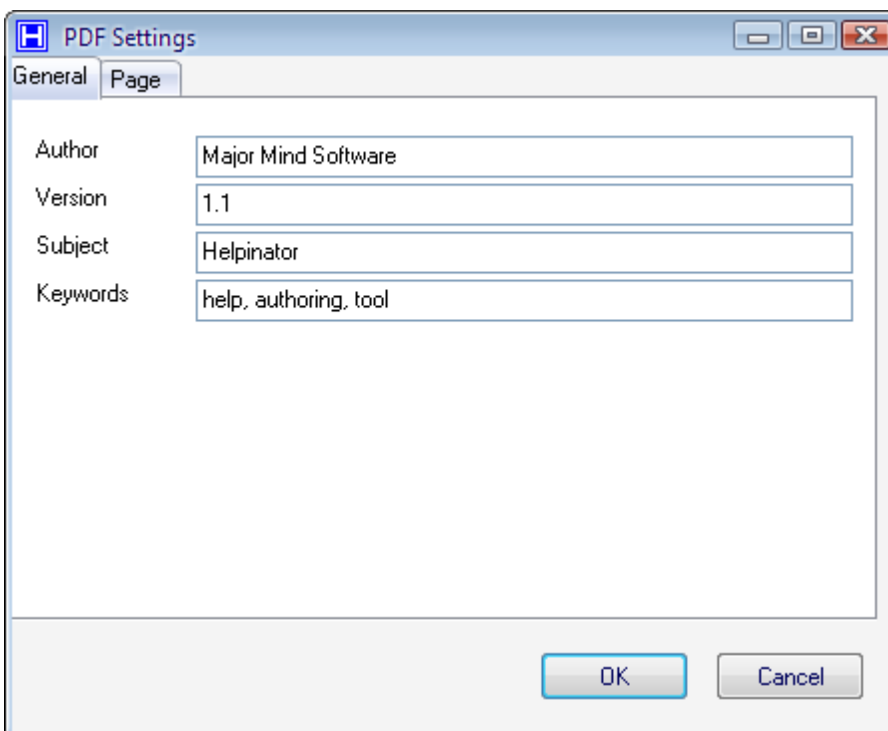 H PDF Settings
General Page
Author Major Mind Software
Version 1.1
Subject Helpinator
Keywords help, authoring, tool
OK Cancel